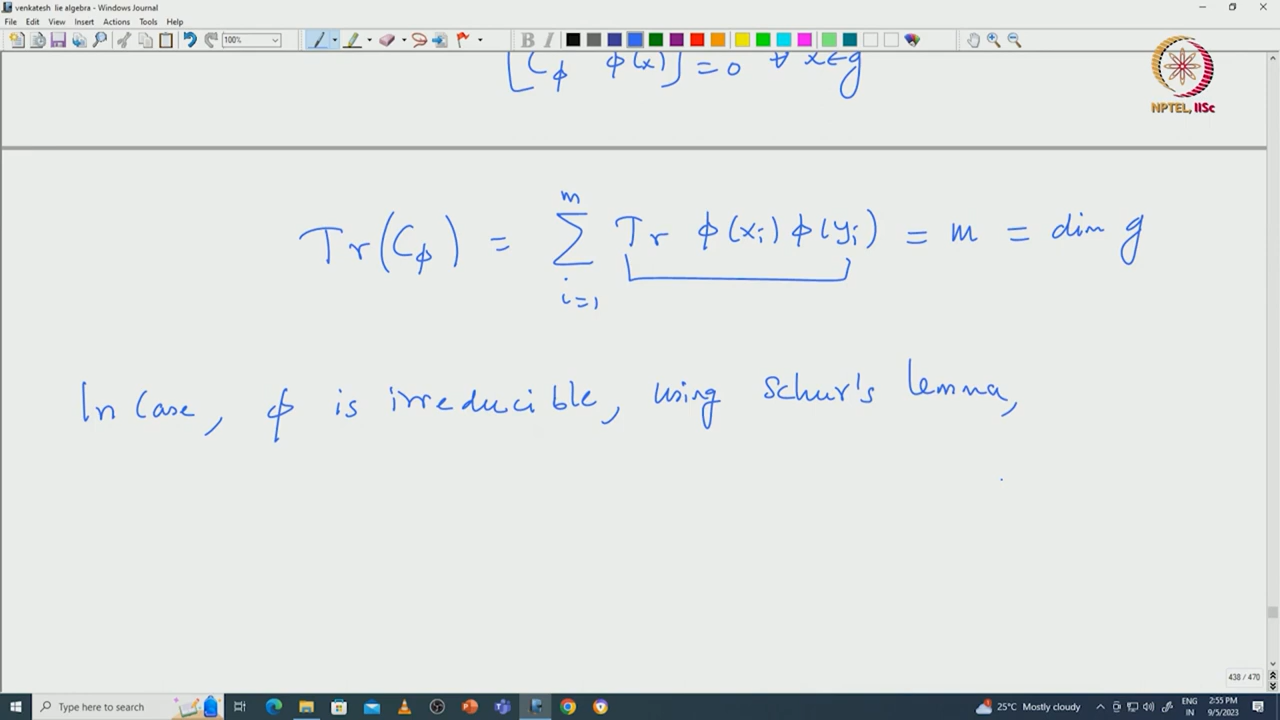 venkatesh lie algebra - Windows Journal
File Edit View Insert Actions Tools Help
100%
[C_φ φ(x)] = 0 ∀ x ∈ g
NPTEL, IISc
Tr(C_φ) = ∑_{i=1}^{m} Tr φ(x_i) φ(y_i) = m = dim g
In Case, φ is irreducible, using Schur's lemma,
438 / 470
Type here to search
25°C Mostly cloudy
ENG
IN
2:55 PM
9/5/2023